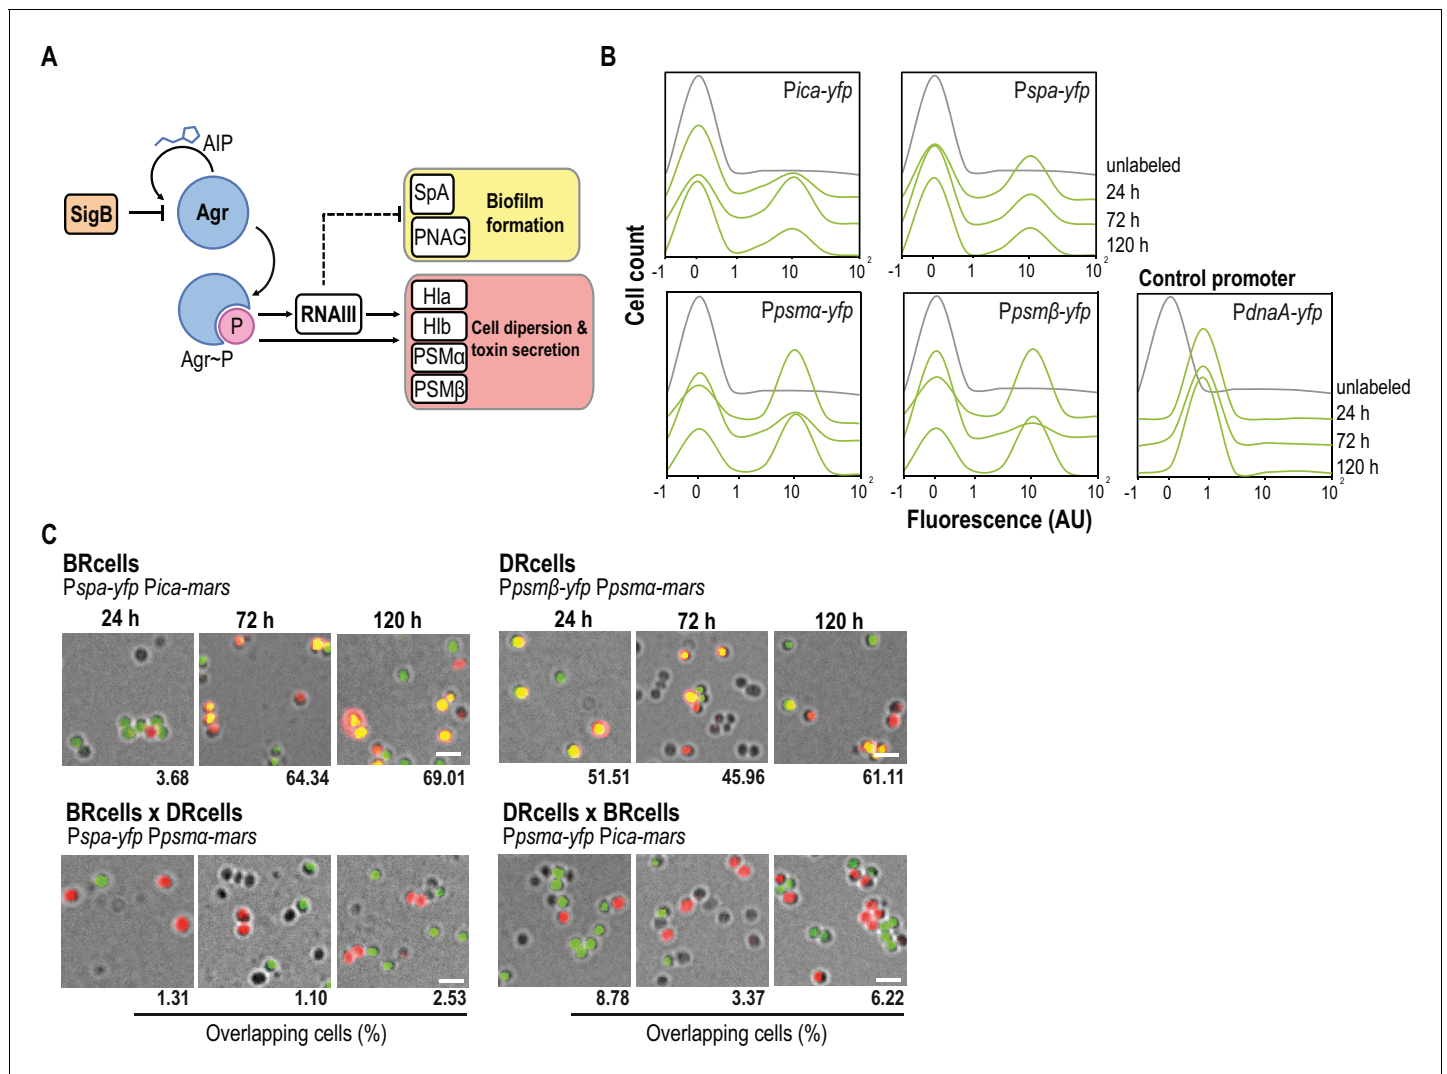 A
AIP
SigB
Agr
P
Agr~P
RNAIII
SpA
PNAG
Biofilm
formation
Hla
Hlb
PSMα
PSMβ
Cell dispersion &
toxin secretion
B
Cell count
Pica-yfp
-1 0 1 10 10 2
Pspa-yfp
unlabeled
24 h
72 h
120 h
-1 0 1 10 10 2
Ppsmα-yfp
-1 0 1 10 10 2
Ppsmβ-yfp
-1 0 1 10 10 2
Control promoter
PdnaA-yfp
unlabeled
24 h
72 h
120 h
-1 0 1 10 10 2
Fluorescence (AU)
C
BRcells
Pspa-yfp Pica-mars
24 h 72 h 120 h
3.68 64.34 69.01
DRcells
Ppsmβ-yfp Ppsmα-mars
24 h 72 h 120 h
51.51 45.96 61.11
BRcells x DRcells
Pspa-yfp Ppsmα-mars
1.31 1.10 2.53
Overlapping cells (%)
DRcells x BRcells
Ppsmα-yfp Pica-mars
8.78 3.37 6.22
Overlapping cells (%)